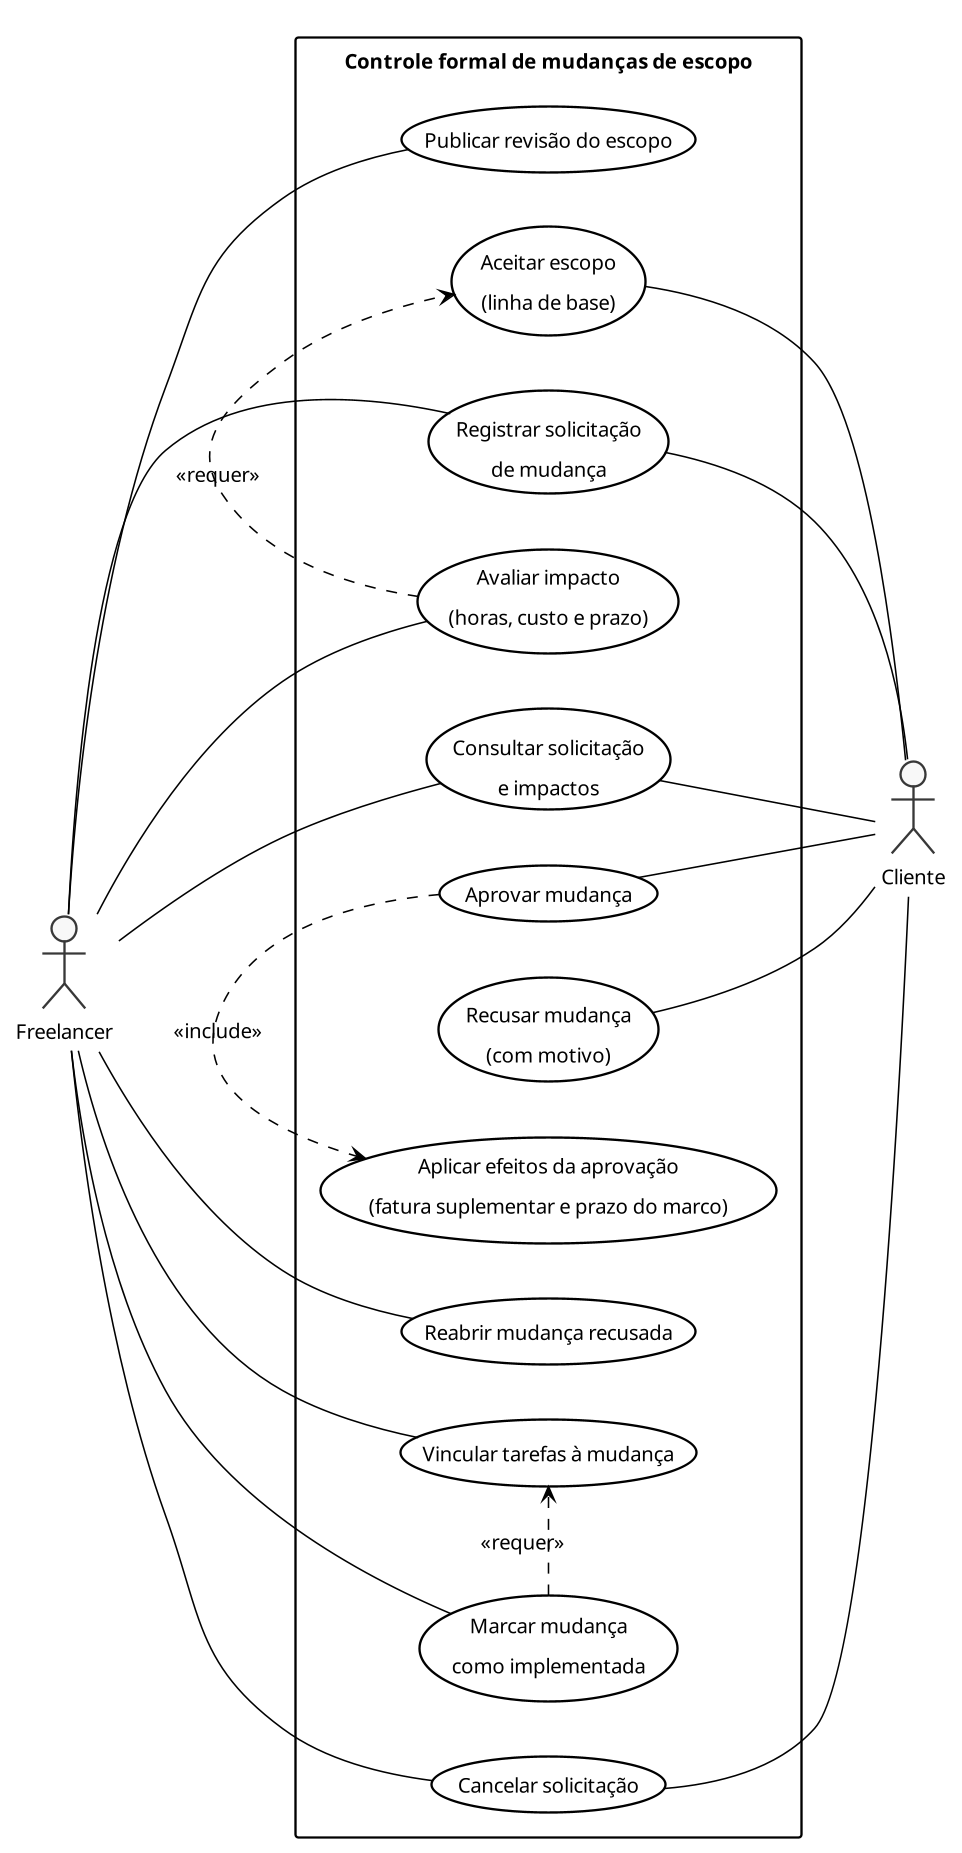 Controle formal de mudanças de escopo
Publicar revisão do escopo
Aceitar escopo
(linha de base)
Registrar solicitação
de mudança
«requer»
Avaliar impacto
(horas, custo e prazo)
Consultar solicitação
e impactos
Cliente
Aprovar mudança
Recusar mudança
(com motivo)
Freelancer
«include»
Aplicar efeitos da aprovação
(fatura suplementar e prazo do marco)
Reabrir mudança recusada
Vincular tarefas à mudança
«requer»
Marcar mudança
como implementada
Cancelar solicitação